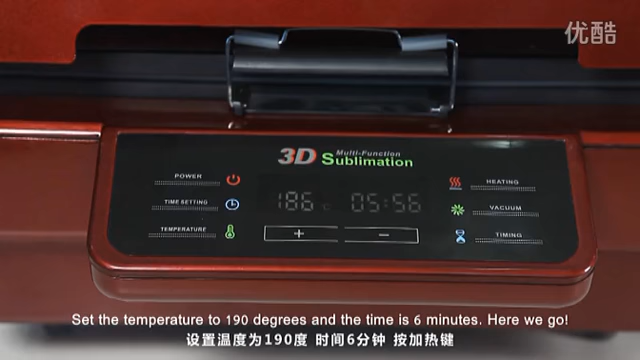 优酷
3D Multi-Function
Sublimation
POWER
TIME SETTING
TEMPERATURE
186 c 05:56
+ −
HEATING
VACUUM
TIMING
Set the temperature to 190 degrees and the time is 6 minutes. Here we go!
设置温度为190度 时间6分钟 按加热键